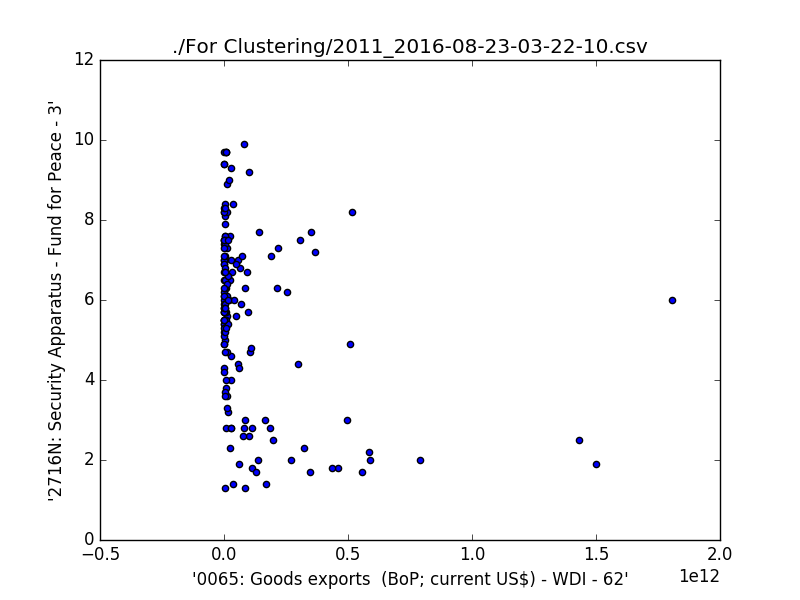 ./For Clustering/2011_2016-08-23-03-22-10.csv
12
10
8
6
4
2
0
'2716N: Security Apparatus - Fund for Peace - 3'
−0.5 0.0 0.5 1.0 1.5 2.0
1e12
'0065: Goods exports  (BoP; current US$) - WDI - 62'